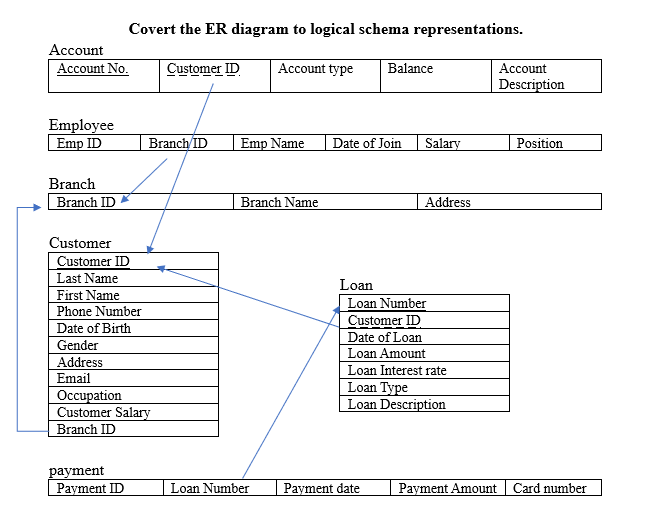 Covert the ER diagram to logical schema representations.
Account
Account No. Customer ID Account type Balance Account
Description
Employee
Emp ID Branch ID Emp Name Date of Join Salary Position
Branch
Branch ID Branch Name Address
Customer
Customer ID
Last Name
First Name
Phone Number
Date of Birth
Gender
Address
Email
Occupation
Customer Salary
Branch ID
Loan
Loan Number
Customer ID
Date of Loan
Loan Amount
Loan Interest rate
Loan Type
Loan Description
payment
Payment ID Loan Number Payment date Payment Amount Card number